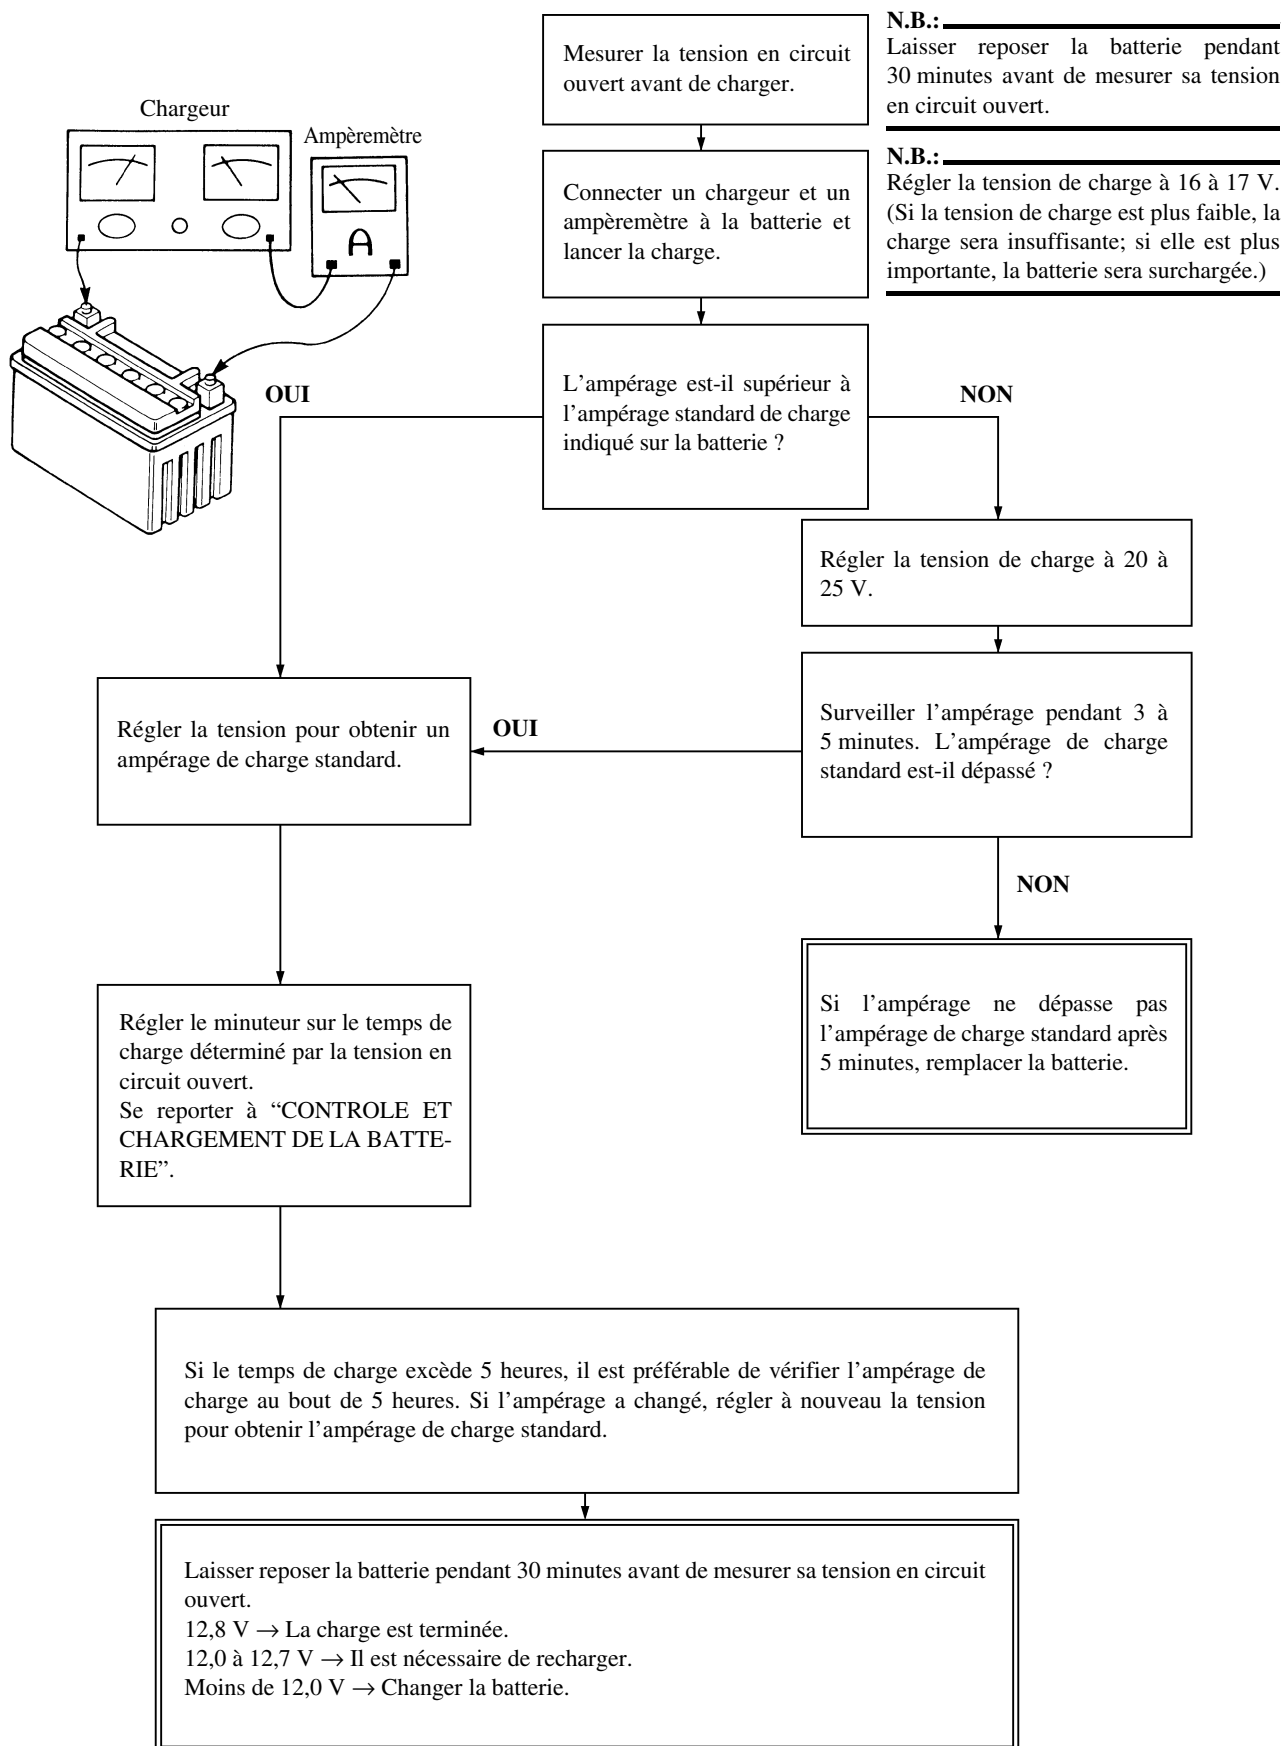 Mesurer la tension en circuit
ouvert avant de charger.
N.B.:
Laisser reposer la batterie pendant
30 minutes avant de mesurer sa tension
en circuit ouvert.
Chargeur
Ampèremètre
A
Connecter un chargeur et un
ampèremètre à la batterie et
lancer la charge.
N.B.:
Régler la tension de charge à 16 à 17 V.
(Si la tension de charge est plus faible, la
charge sera insuffisante; si elle est plus
importante, la batterie sera surchargée.)
L’ampérage est-il supérieur à
l’ampérage standard de charge
indiqué sur la batterie ?
OUI
NON
Régler la tension de charge à 20 à
25 V.
Surveiller l’ampérage pendant 3 à
5 minutes. L’ampérage de charge
standard est-il dépassé ?
OUI
Régler la tension pour obtenir un
ampérage de charge standard.
NON
Si l’ampérage ne dépasse pas
l’ampérage de charge standard après
5 minutes, remplacer la batterie.
Régler le minuteur sur le temps de
charge déterminé par la tension en
circuit ouvert.
Se reporter à “CONTROLE ET
CHARGEMENT DE LA BATTE-
RIE”.
Si le temps de charge excède 5 heures, il est préférable de vérifier l’ampérage de
charge au bout de 5 heures. Si l’ampérage a changé, régler à nouveau la tension
pour obtenir l’ampérage de charge standard.
Laisser reposer la batterie pendant 30 minutes avant de mesurer sa tension en circuit
ouvert.
12,8 V → La charge est terminée.
12,0 à 12,7 V → Il est nécessaire de recharger.
Moins de 12,0 V → Changer la batterie.